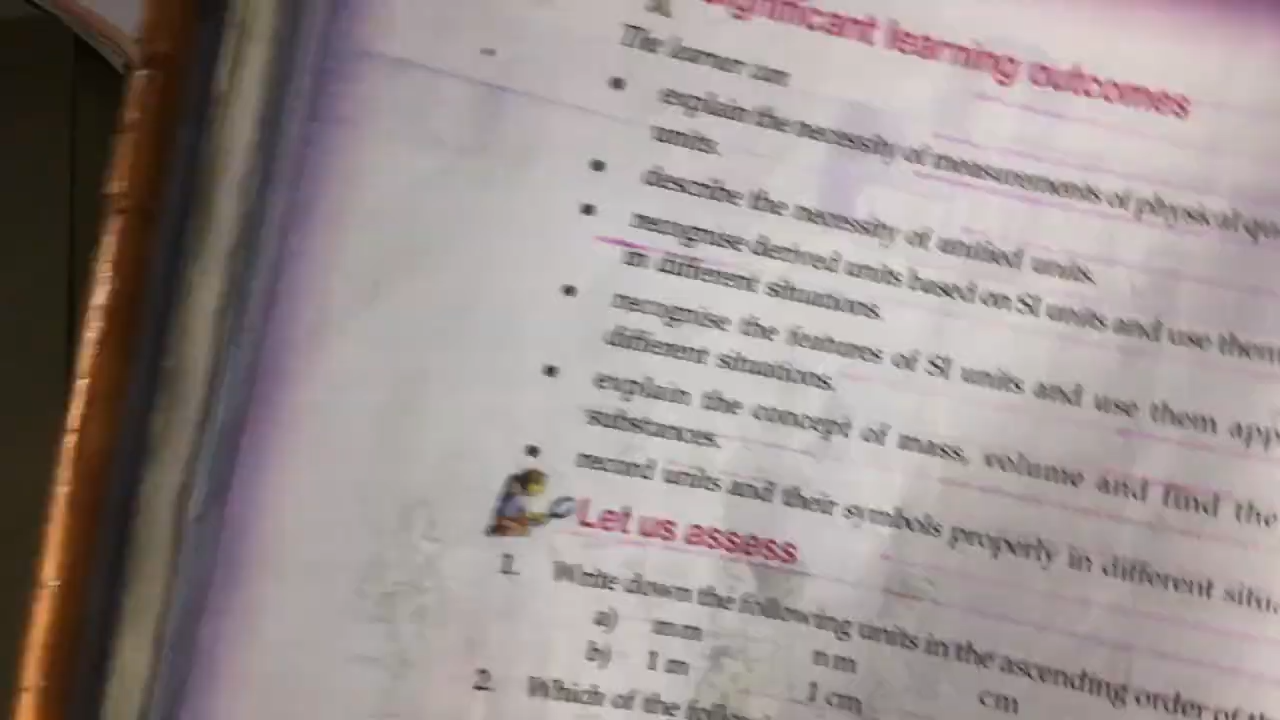 Significant learning outcomes
The learner can
• explain the necessity of measurements of physical
units.
• describe the necessity of unified units.
• recognise derived units based on SI units and use them
in different situations.
• recognise the features of SI units and use them
different situations.
• explain the concept of mass, volume and find the
substances.
• record units and their symbols properly in different
Let us assess
1. Write down the following units in the ascending order of
a) mm nm cm
b) 1 m 1 cm
2. Which of the